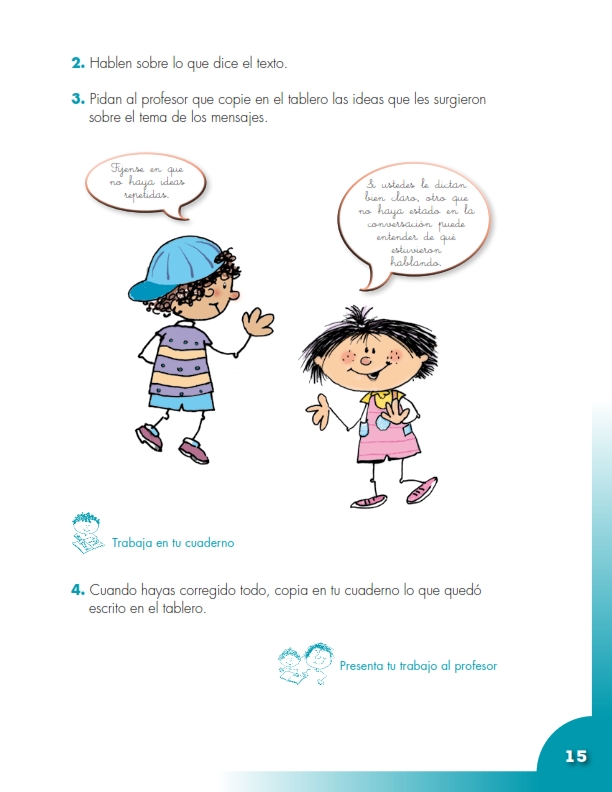 2. Hablen sobre lo que dice el texto.
3. Pidan al profesor que copie en el tablero las ideas que les surgieron
sobre el tema de los mensajes.
Fíjense en que
no haya ideas
repetidas.
Si ustedes le dictan
bien claro, otro que
no haya estado en la
conversación puede
entender de qué
estuvieron
hablando.
Trabaja en tu cuaderno
4. Cuando hayas corregido todo, copia en tu cuaderno lo que quedó
escrito en el tablero.
Presenta tu trabajo al profesor
15